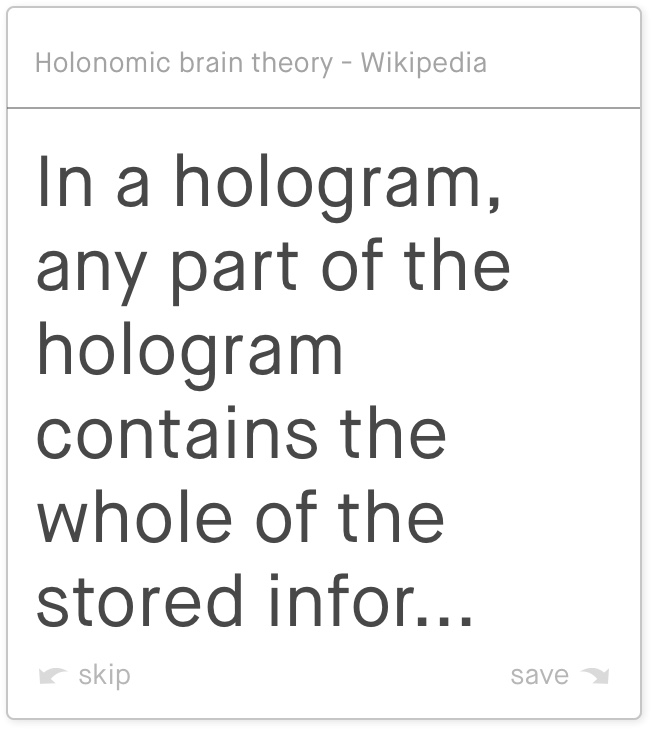 Holonomic brain theory - Wikipedia
In a hologram,
any part of the
hologram
contains the
whole of the
stored infor...
skip
save